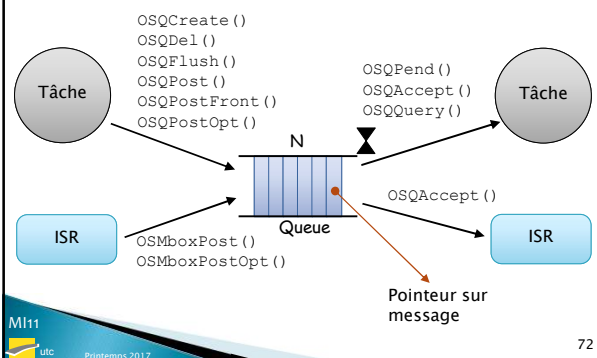 OSQCreate()
OSQDel()
OSQFlush()
OSQPost()
OSQPostFront()
OSQPostOpt()
OSQPend()
OSQAccept()
OSQQuery()
Tâche
Tâche
N
OSQAccept()
Queue
ISR
ISR
OSMboxPost()
OSMboxPostOpt()
Pointeur sur
message
MI11
utc
Printemps 2017
72